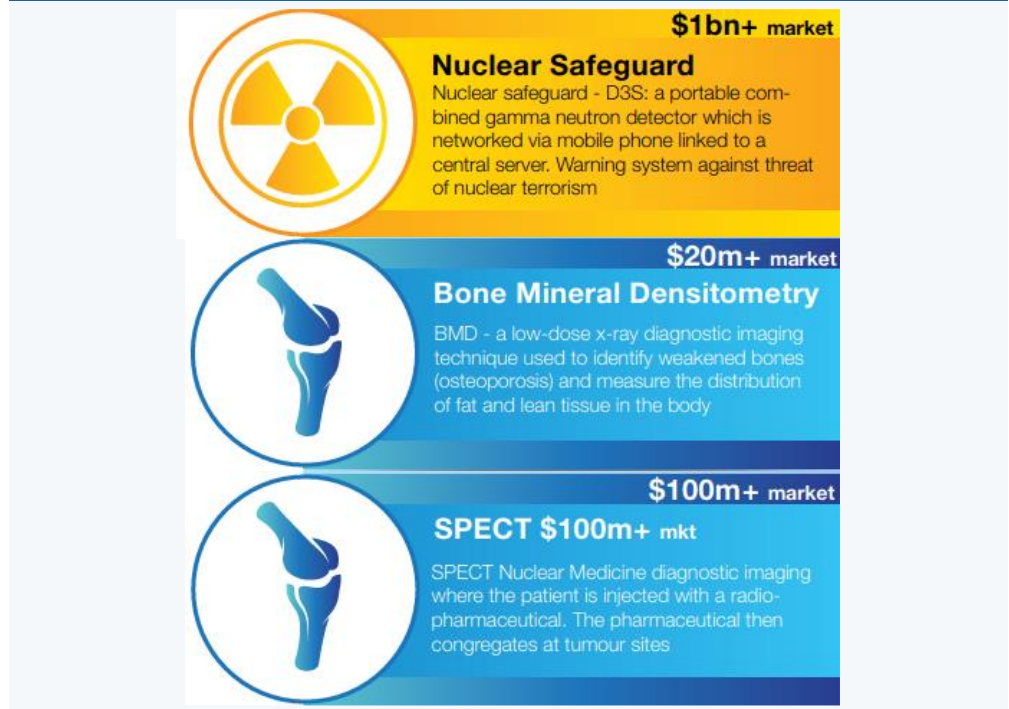 $1bn+ market
Nuclear Safeguard
Nuclear safeguard - D3S: a portable com-
bined gamma neutron detector which is
networked via mobile phone linked to a
central server. Warning system against threat
of nuclear terrorism
$20m+ market
Bone Mineral Densitometry
BMD - a low-dose x-ray diagnostic imaging
technique used to identify weakened bones
(osteoporosis) and measure the distribution
of fat and lean tissue in the body
$100m+ market
SPECT $100m+ mkt
SPECT Nuclear Medicine diagnostic imaging
where the patient is injected with a radio-
pharmaceutical. The pharmaceutical then
congregates at tumour sites